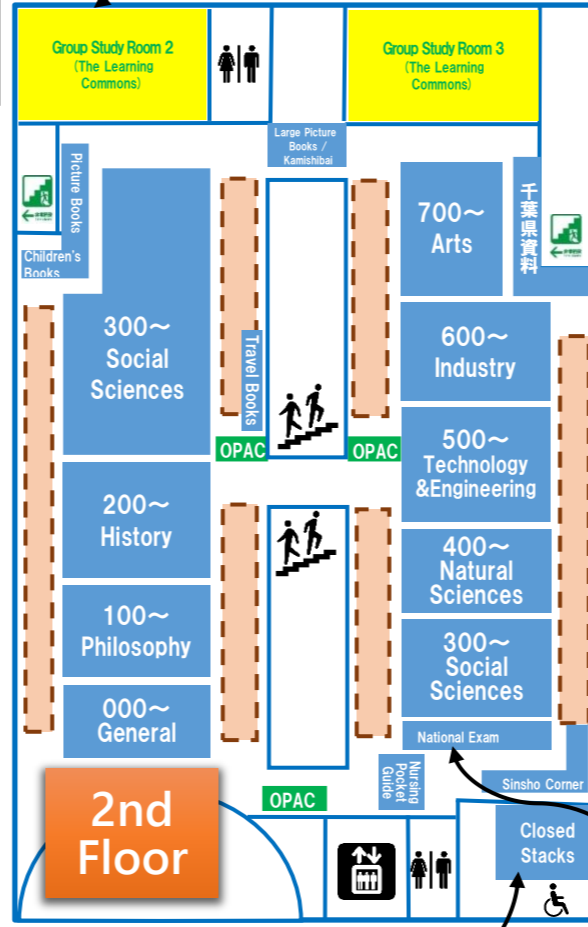 Group Study Room 2
(The Learning
Commons)
Group Study Room 3
(The Learning
Commons)
Large Picture
Books /
Kamishibai
Picture Books
Children's
Books
千葉県資料
700～
Arts
300～
Social
Sciences
Travel Books
600～
Industry
OPAC
OPAC
500～
Technology
&Engineering
200～
History
400～
Natural
Sciences
100～
Philosophy
300～
Social
Sciences
000～
General
National Exam
Nursing
Pocket
Guide
Sinsho Corner
2nd
Floor
OPAC
Closed
Stacks